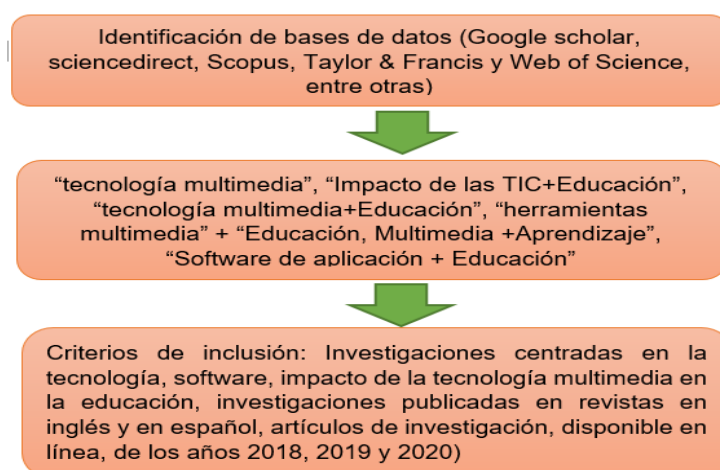 Identificación de bases de datos (Google scholar,
sciencedirect, Scopus, Taylor & Francis y Web of Science,
entre otras)
“tecnología multimedia”, “Impacto de las TIC+Educación”,
“tecnología multimedia+Educación”, “herramientas
multimedia” + “Educación, Multimedia +Aprendizaje”,
“Software de aplicación + Educación”
Criterios de inclusión: Investigaciones centradas en la
tecnología, software, impacto de la tecnología multimedia en
la educación, investigaciones publicadas en revistas en
inglés y en español, artículos de investigación, disponible en
línea, de los años 2018, 2019 y 2020)